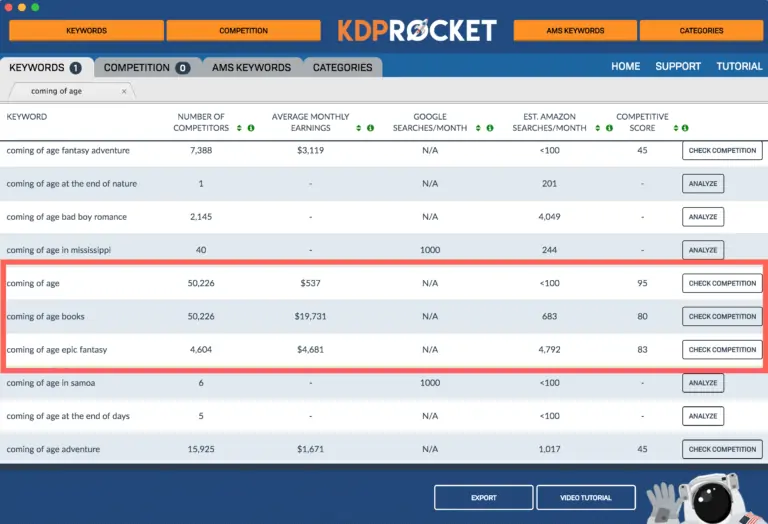 KEYWORDS COMPETITION KDPROCKET AMS KEYWORDS CATEGORIES
KEYWORDS 1 COMPETITION 0 AMS KEYWORDS CATEGORIES HOME SUPPORT TUTORIAL
coming of age ×
KEYWORD NUMBER OF COMPETITORS AVERAGE MONTHLY EARNINGS GOOGLE SEARCHES/MONTH EST. AMAZON SEARCHES/MONTH COMPETITIVE SCORE
coming of age fantasy adventure 7,388 $3,119 N/A <100 45 CHECK COMPETITION
coming of age at the end of nature 1 - N/A 201 - ANALYZE
coming of age bad boy romance 2,145 - N/A 4,049 - ANALYZE
coming of age in mississippi 40 - 1000 244 - ANALYZE
coming of age 50,226 $537 N/A <100 95 CHECK COMPETITION
coming of age books 50,226 $19,731 N/A 683 80 CHECK COMPETITION
coming of age epic fantasy 4,604 $4,681 N/A 4,792 83 CHECK COMPETITION
coming of age in samoa 6 - 1000 <100 - ANALYZE
coming of age at the end of days 5 - N/A <100 - ANALYZE
coming of age adventure 15,925 $1,671 N/A 1,017 45 CHECK COMPETITION
EXPORT VIDEO TUTORIAL